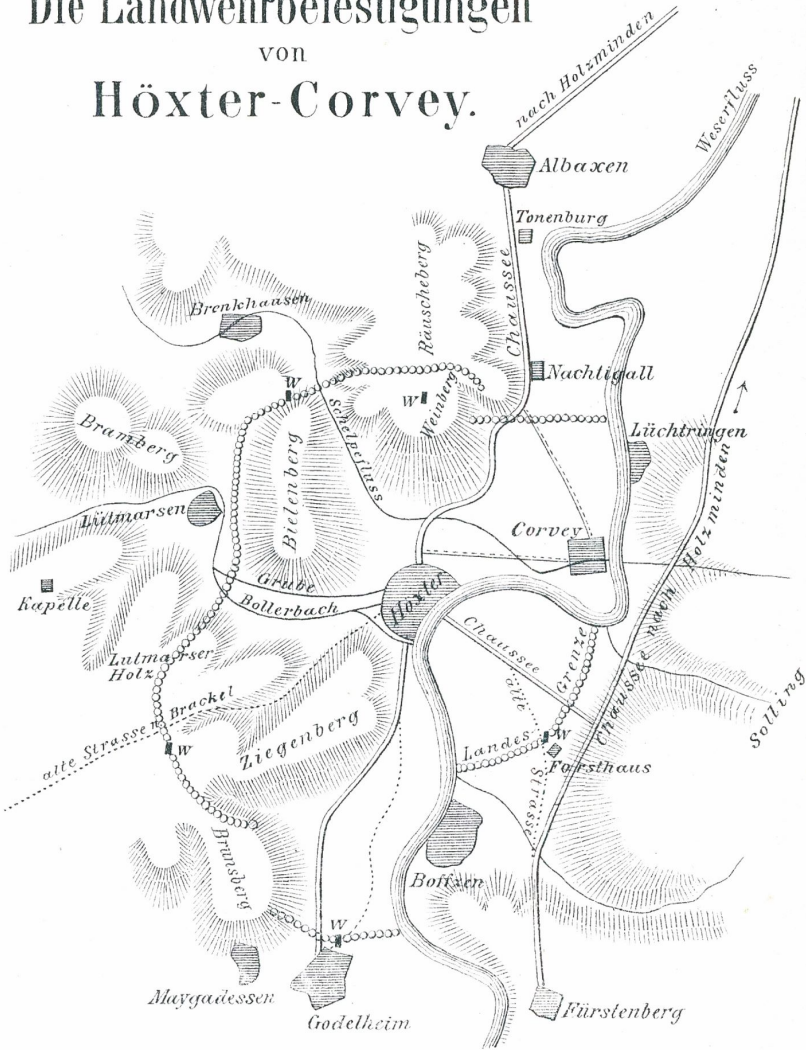 Die Landwehrbefestigungen
von
Höxter-Corvey.
nach Holzminden
Weserfluss
Albaxen
Tonenburg
Chaussee
Räuscheberg
Brenkhausen
Nachtigall
W
W
Weinberg
Lüchtringen
Bramberg
Schelpefluss
Bielenberg
Lütmarsen
Corvey
Chaussee nach Holzminden
Kapelle
Grube
Bollerbach
Höxter
Chaussee
Grenze
Lutmarser
Holz
Solling
alte Strassen Brackel
Ziegenberg
alte
Landes
W
W
Forsthaus
Strasse
Brunsberg
Boffzen
W
Maygadessen
Godelheim
Fürstenberg